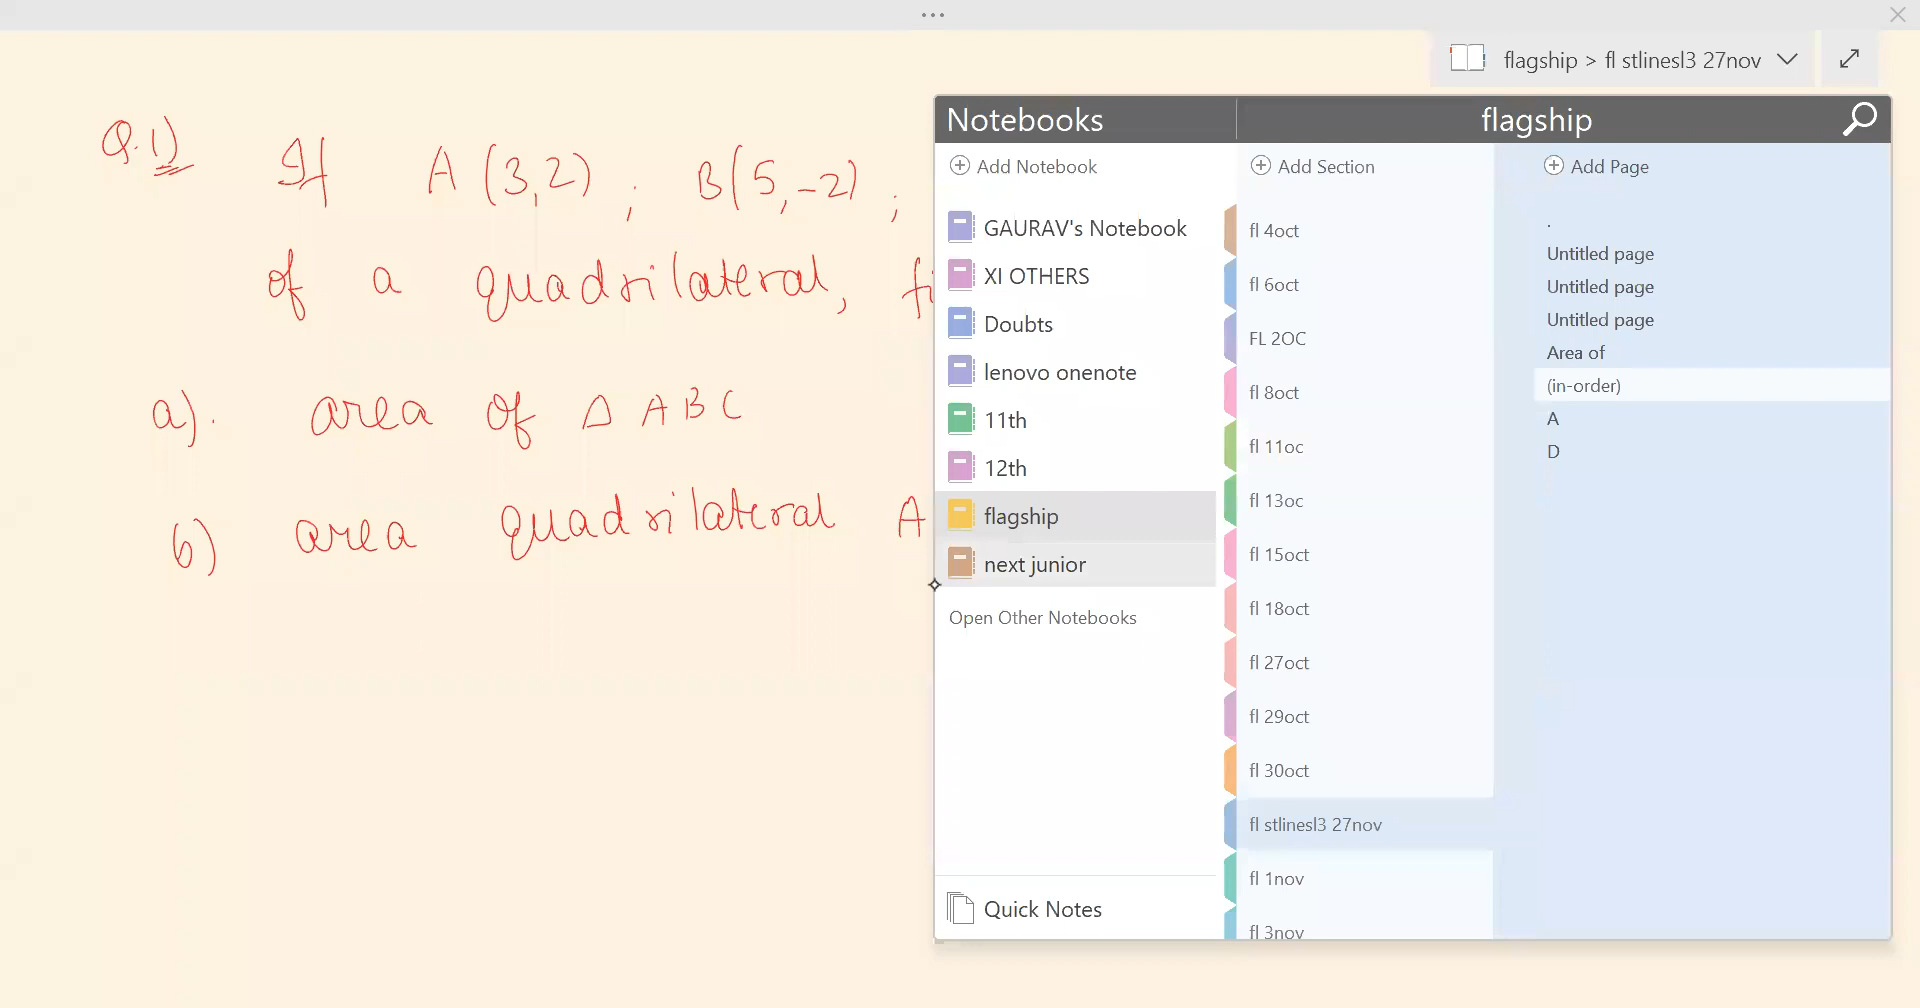 ...
flagship > fl stlinesl3 27nov
Q.1) If A (3,2) ; B(5,-2) ;
of a quadrilateral,
a). area of Δ ABC
b) area quadrilateral A
Notebooks
flagship
Add Notebook
GAURAV's Notebook
XI OTHERS
Doubts
lenovo onenote
11th
12th
flagship
next junior
Open Other Notebooks
Quick Notes
Add Section
fl 4oct
fl 6oct
FL 2OC
fl 8oct
fl 11oc
fl 13oc
fl 15oct
fl 18oct
fl 27oct
fl 29oct
fl 30oct
fl stlinesl3 27nov
fl 1nov
fl 3nov
Add Page
.
Untitled page
Untitled page
Untitled page
Area of
(in-order)
A
D